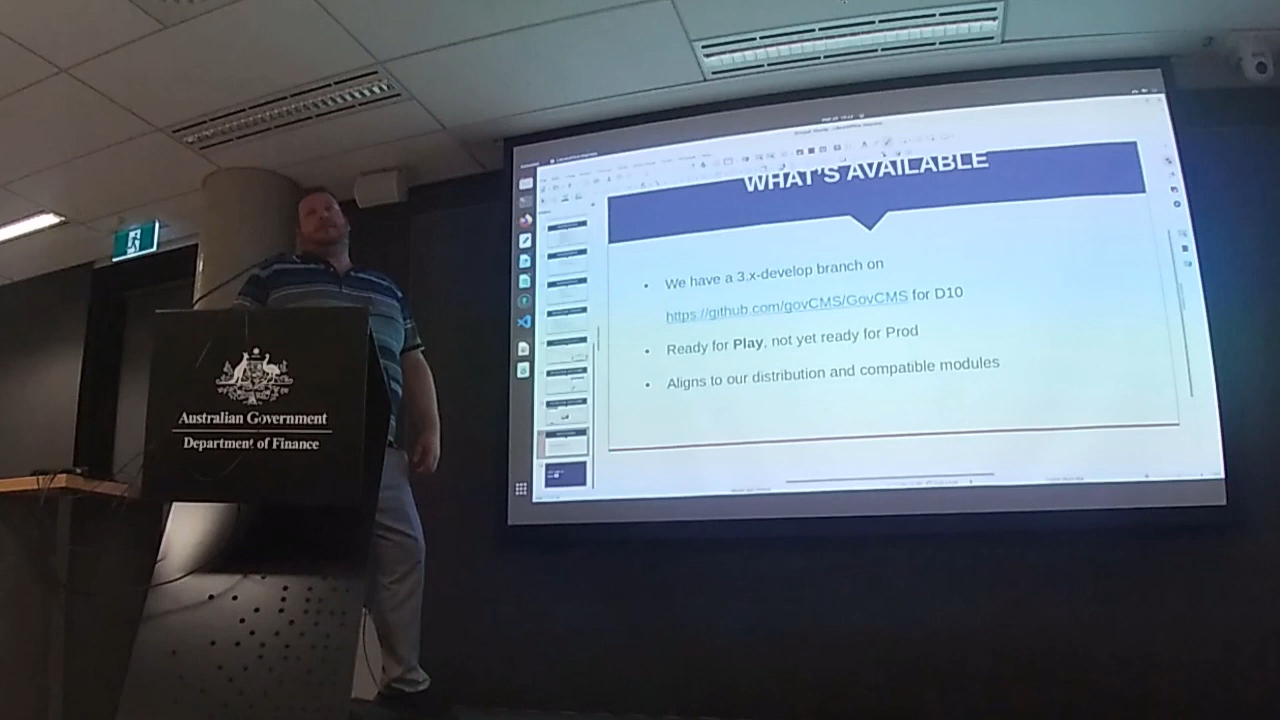 WHAT'S AVAILABLE
• We have a 3.x-develop branch on
https://github.com/govCMS/GovCMS for D10
• Ready for Play, not yet ready for Prod
• Aligns to our distribution and compatible modules
Australian Government
Department of Finance